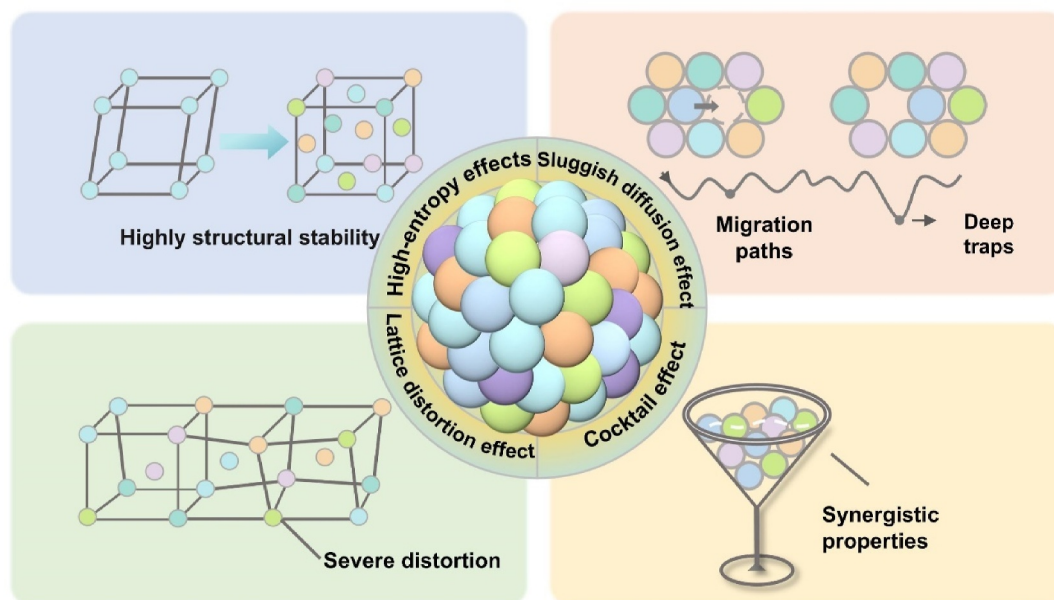 High-entropy effects
Sluggish diffusion effect
Highly structural stability
Migration
paths
Deep
traps
Lattice distortion effect
Cocktail effect
Severe distortion
Synergistic
properties